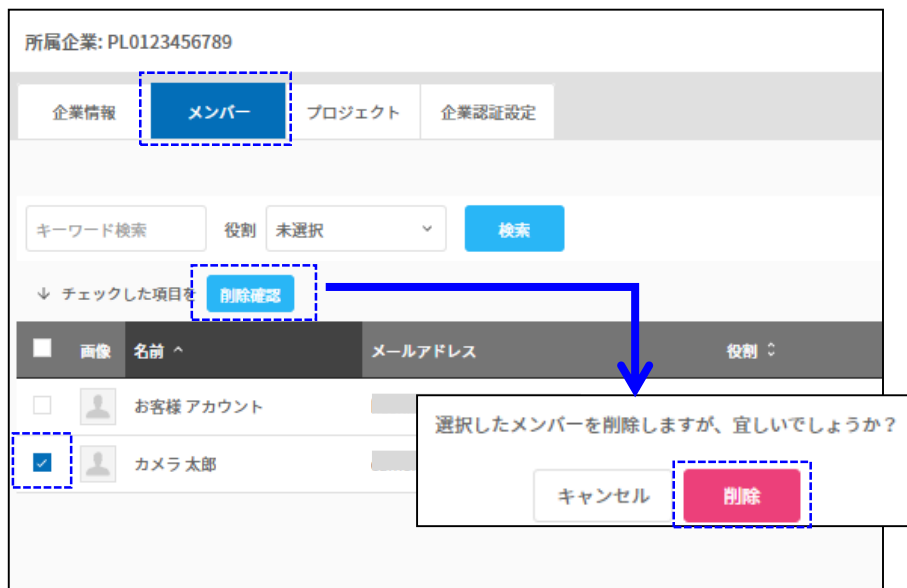 所属企業: PL0123456789
企業情報 メンバー プロジェクト 企業認証設定
キーワード検索 役割 未選択 検索
↓ チェックした項目を 削除確認
画像 名前 メールアドレス 役割
お客様 アカウント
選択したメンバーを削除しますが、宜しいでしょうか？
カメラ 太郎
キャンセル 削除